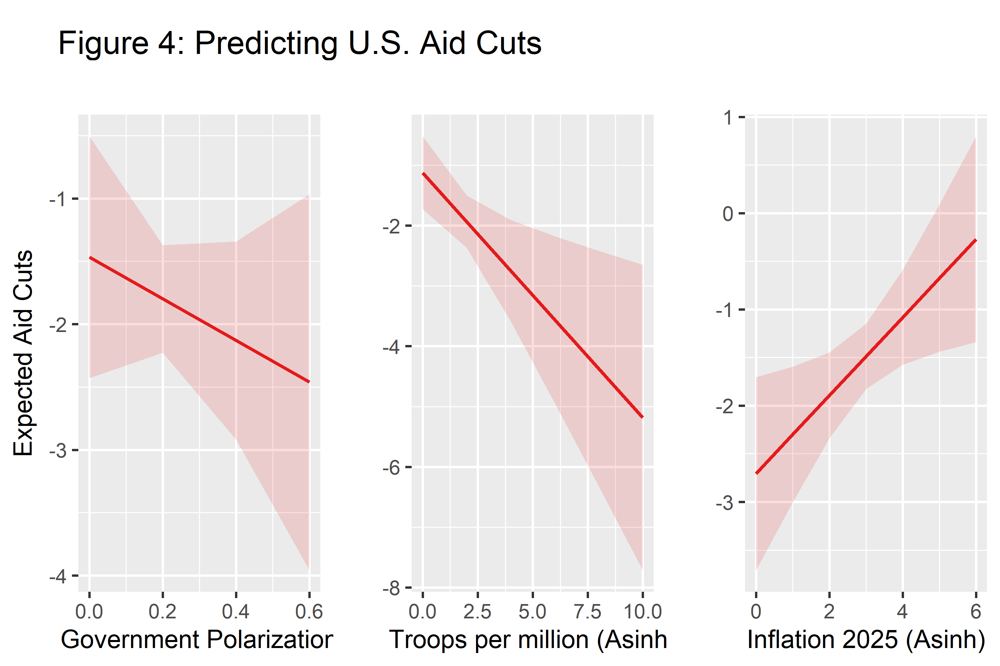 Figure 4: Predicting U.S. Aid Cuts
Expected Aid Cuts
-1
-2
-3
-4
0.0 0.2 0.4 0.6
Government Polarization
-2
-4
-6
-8
0.0 2.5 5.0 7.5 10.0
Troops per million (Asinh
1
0
-1
-2
-3
0 2 4 6
Inflation 2025 (Asinh)